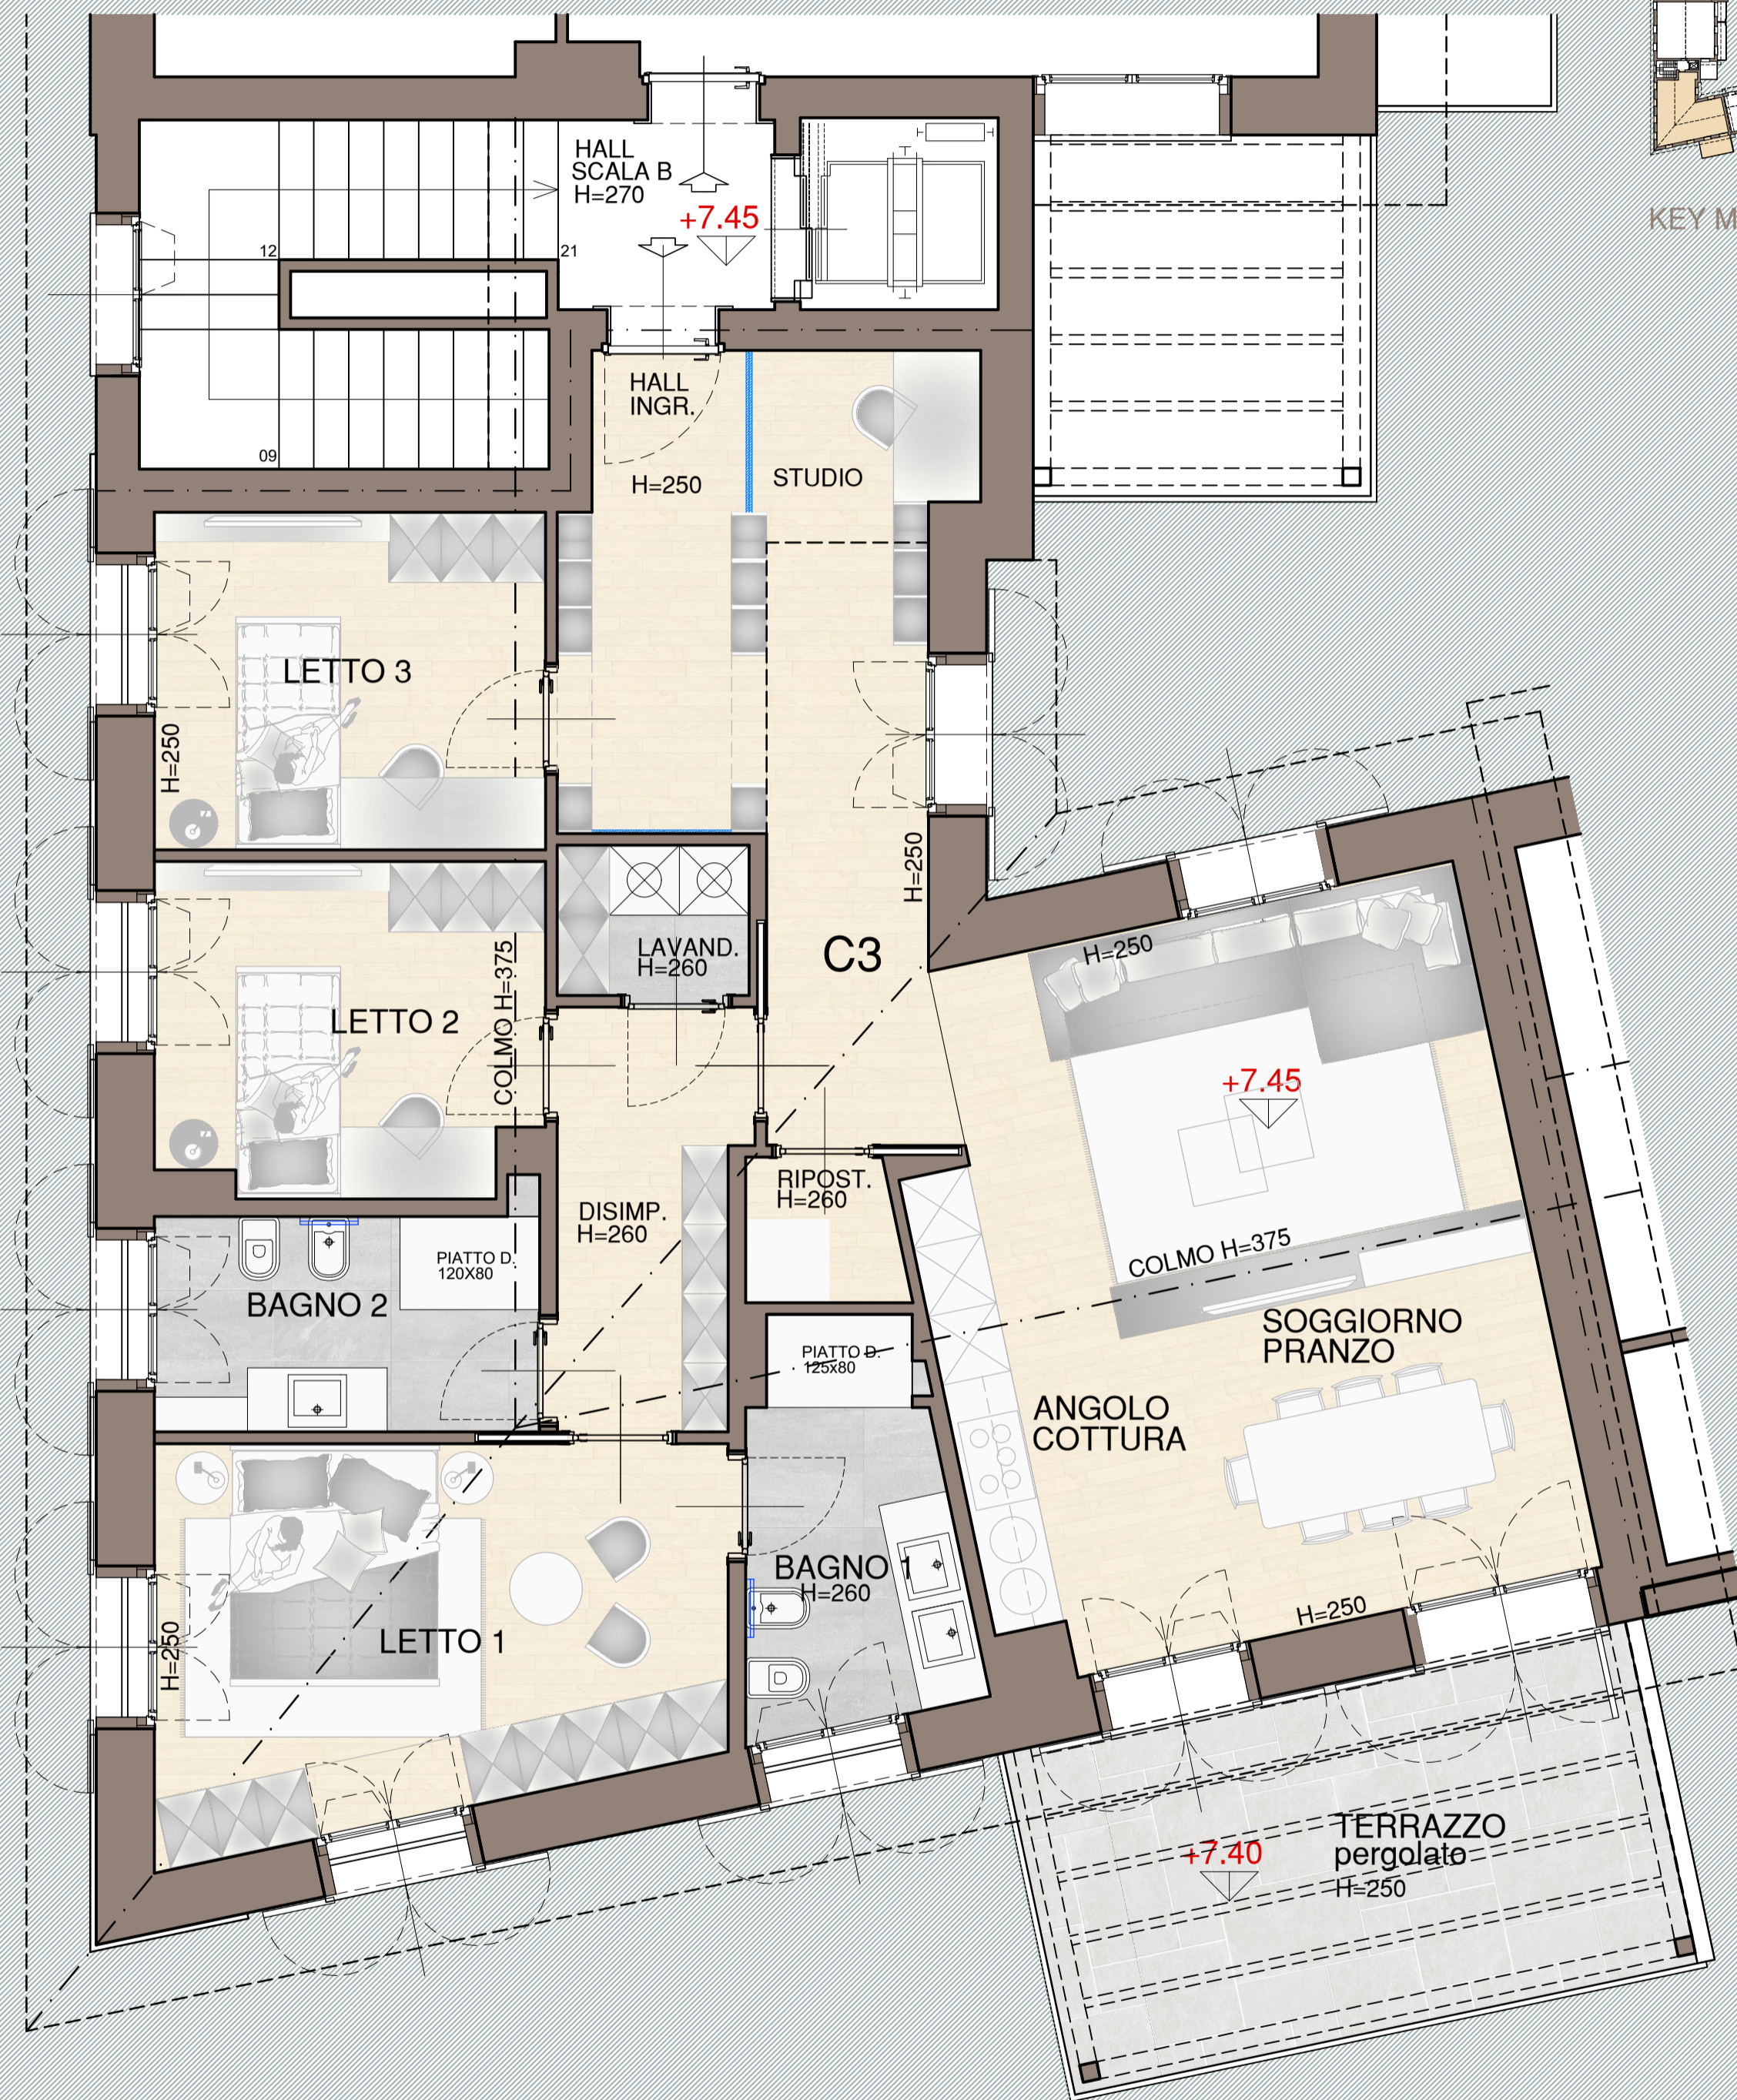 HALL
SCALA B
H=270
+7.45
KEY M
12
21
09
HALL
INGR.
H=250
STUDIO
LETTO 3
H=250
H=250
LAVAND.
H=260
C3
H=250
LETTO 2
COLMO H=375
+7.45
DISIMP.
H=260
RIPOST.
H=260
COLMO H=375
PIATTO D.
120X80
BAGNO 2
SOGGIORNO
PRANZO
PIATTO D.
125x80
ANGOLO
COTTURA
BAGNO 1
H=260
H=250
LETTO 1
H=250
TERRAZZO
pergolato
H=250
+7.40